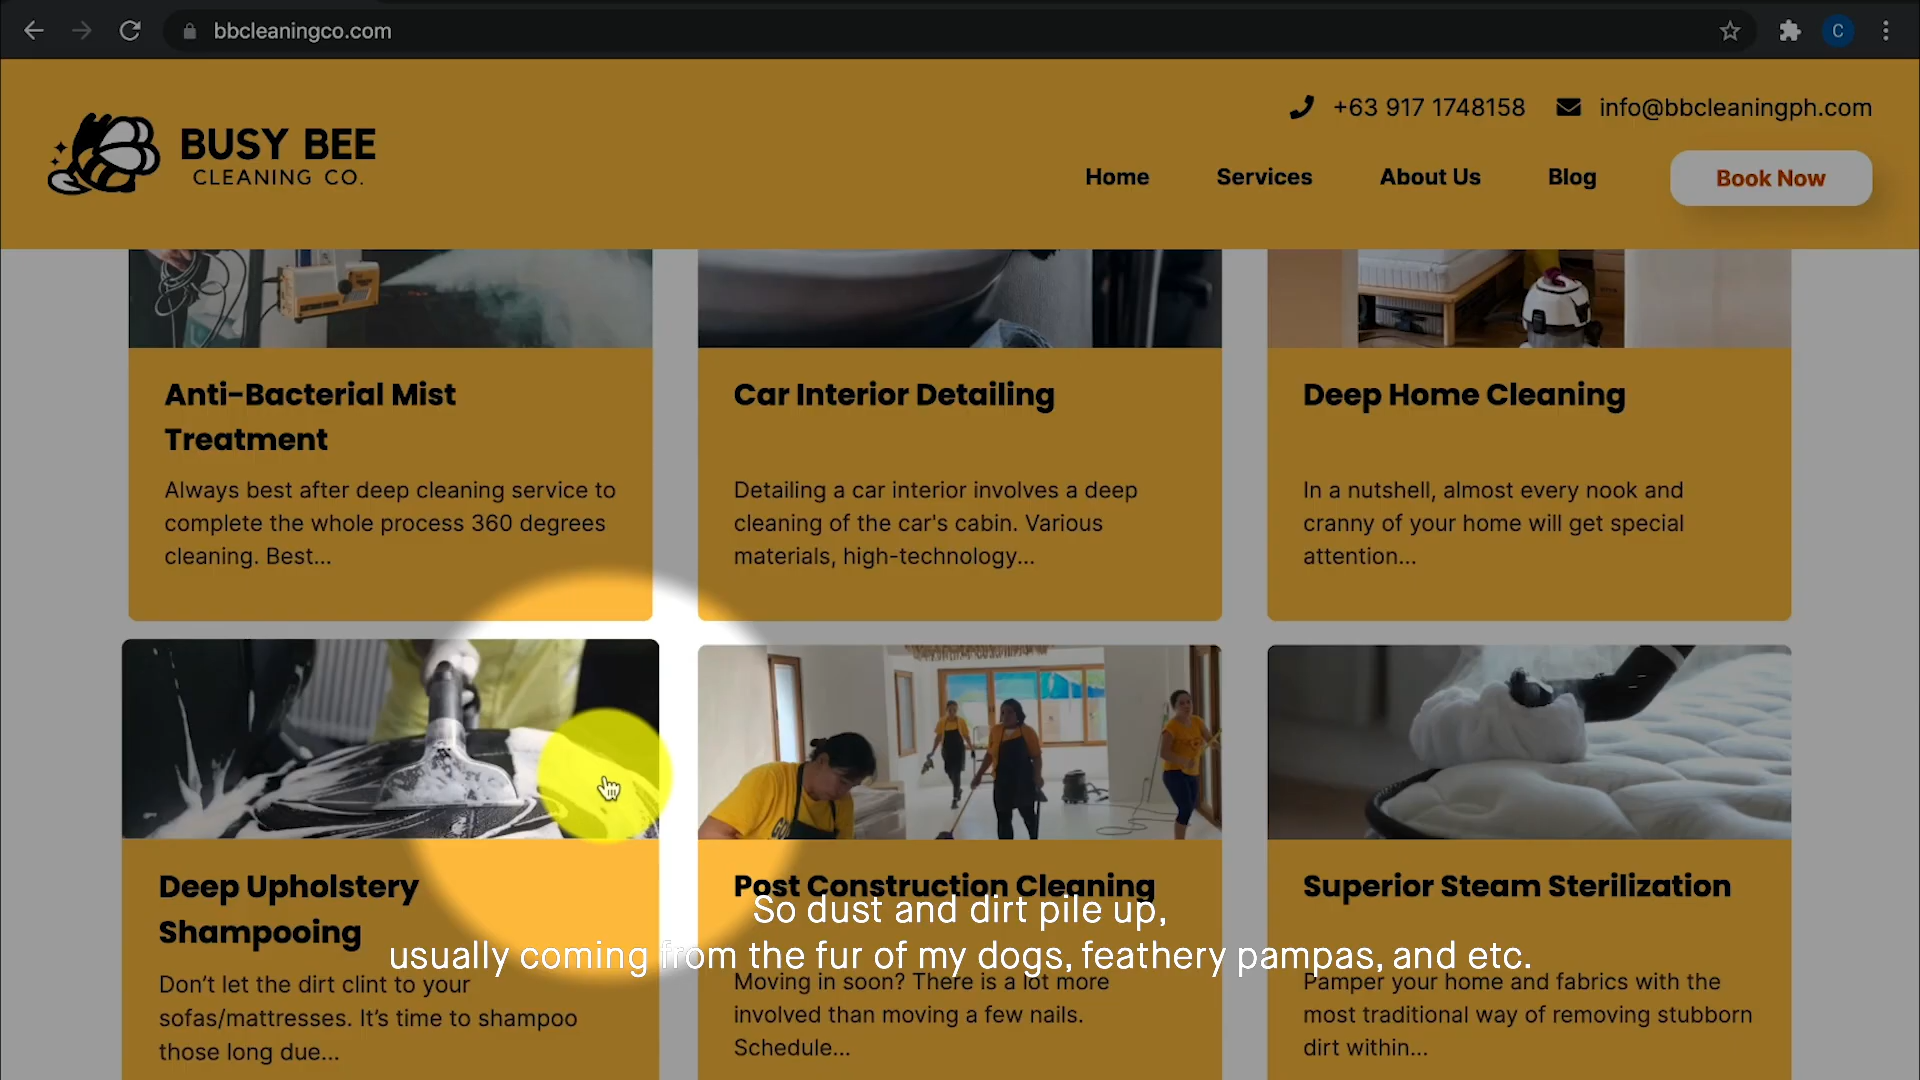 bbcleaningco.com
C
+63 917 1748158
info@bbcleaningph.com
BUSY BEE
CLEANING CO.
Home
Services
About Us
Blog
Book Now
Anti-Bacterial Mist
Treatment
Always best after deep cleaning service to
complete the whole process 360 degrees
cleaning. Best...
Car Interior Detailing
Detailing a car interior involves a deep
cleaning of the car's cabin. Various
materials, high-technology...
Deep Home Cleaning
In a nutshell, almost every nook and
cranny of your home will get special
attention...
Deep Upholstery
Shampooing
Don't let the dirt clint to your
sofas/mattresses. It's time to shampoo
those long due...
Post Construction Cleaning
Moving in soon? There is a lot more
involved than moving a few nails.
Schedule...
Superior Steam Sterilization
Pamper your home and fabrics with the
most traditional way of removing stubborn
dirt within...
So dust and dirt pile up,
usually coming from the fur of my dogs, feathery pampas, and etc.